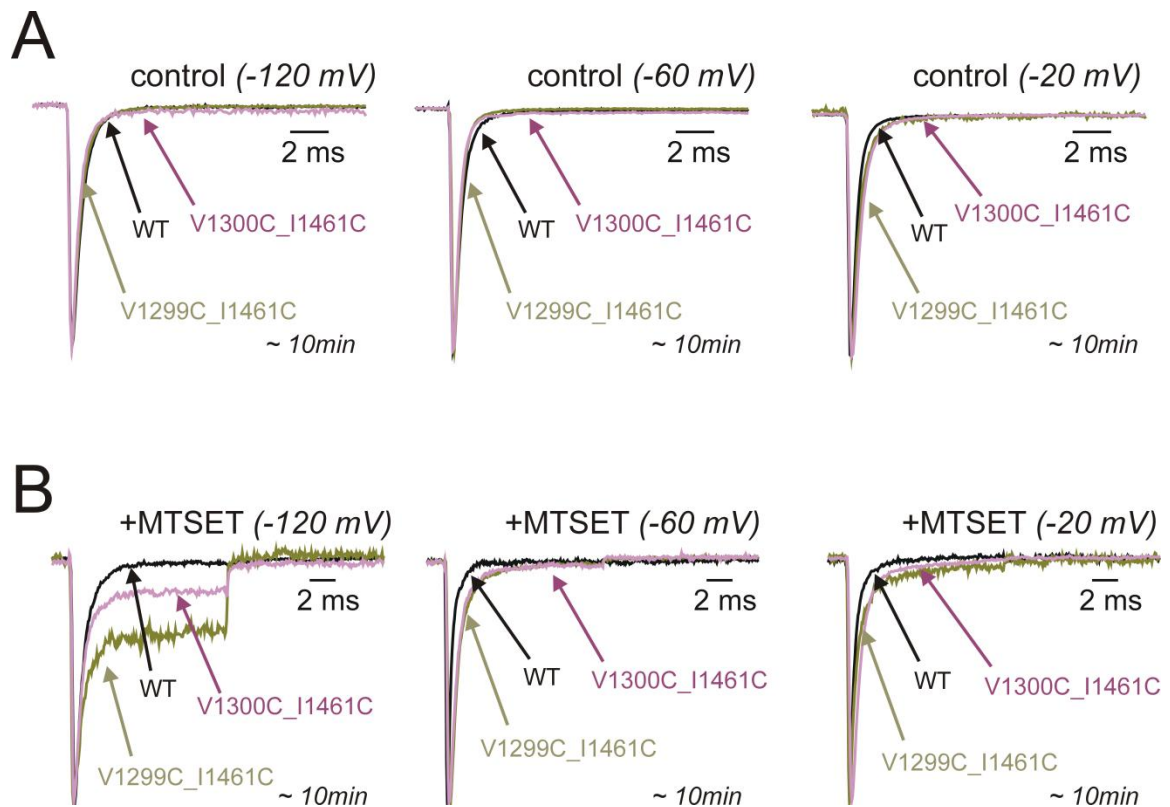 A
control (-120 mV)
control (-60 mV)
control (-20 mV)
2 ms
2 ms
2 ms
WT
V1300C_I1461C
WT
V1300C_I1461C
WT
V1300C_I1461C
V1299C_I1461C
V1299C_I1461C
V1299C_I1461C
~ 10min
~ 10min
~ 10min
B
+MTSET (-120 mV)
+MTSET (-60 mV)
+MTSET (-20 mV)
2 ms
2 ms
2 ms
WT
V1300C_I1461C
WT
V1300C_I1461C
WT
V1300C_I1461C
V1299C_I1461C
V1299C_I1461C
V1299C_I1461C
~ 10min
~ 10min
~ 10min